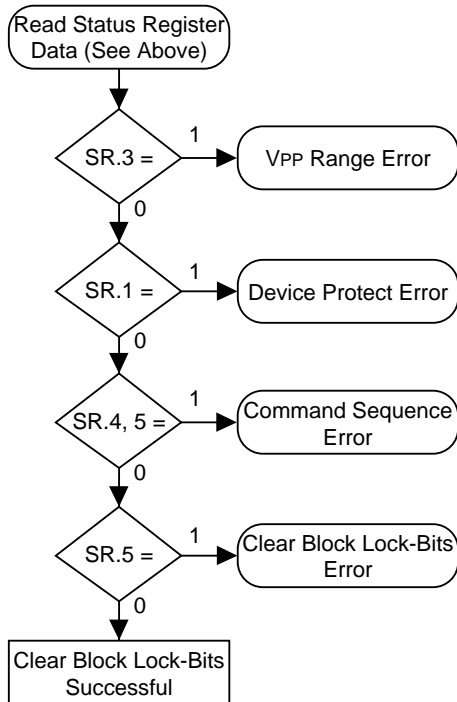 Read Status Register
Data (See Above)
SR.3 =
1
VPP Range Error
0
SR.1 =
1
Device Protect Error
0
SR.4, 5 =
1
Command Sequence
Error
0
SR.5 =
1
Clear Block Lock-Bits
Error
0
Clear Block Lock-Bits
Successful